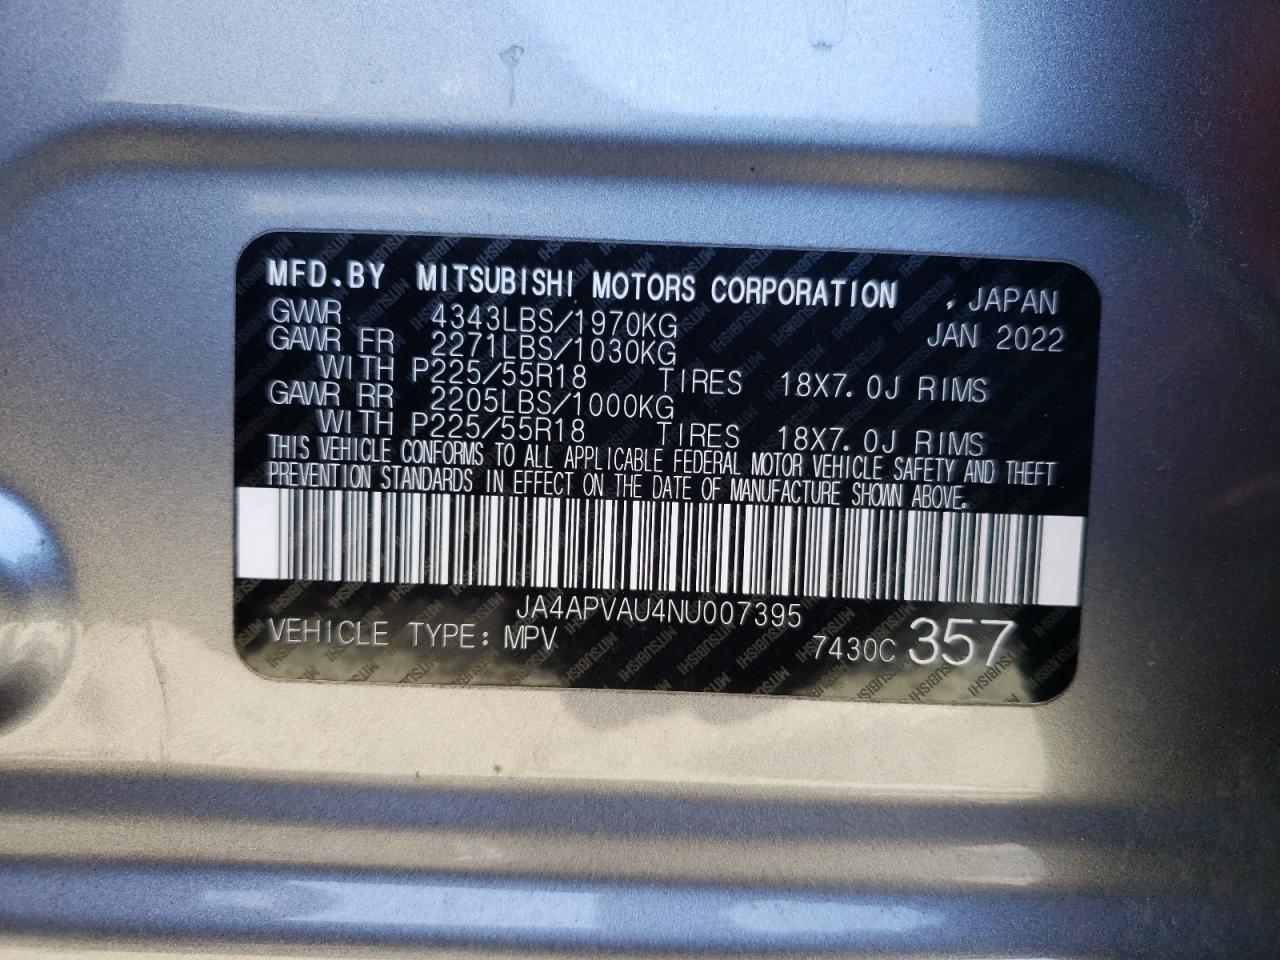 MFD.BY MITSUBISHI MOTORS CORPORATION , JAPAN
GVWR 4343LBS/1970KG JAN 2022
GAWR FR 2271LBS/1030KG
WITH P225/55R18 TIRES 18X7.0J RIMS
GAWR RR 2205LBS/1000KG
WITH P225/55R18 TIRES 18X7.0J RIMS
THIS VEHICLE CONFORMS TO ALL APPLICABLE FEDERAL MOTOR VEHICLE SAFETY AND THEFT
PREVENTION STANDARDS IN EFFECT ON THE DATE OF MANUFACTURE SHOWN ABOVE.
JA4APVAU4NU007395
VEHICLE TYPE: MPV 7430C 357